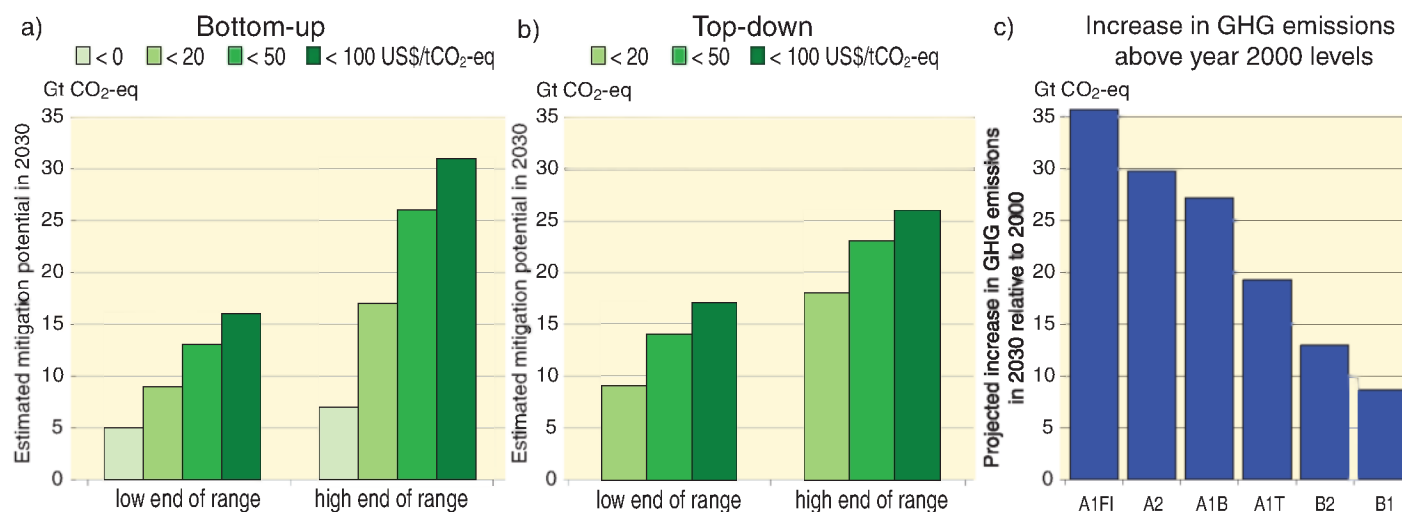 a)
Bottom-up
< 0 < 20 < 50 < 100 US$/tCO₂-eq
Gt CO₂-eq
Estimated mitigation potential in 2030
35
30
25
20
15
10
5
0
low end of range high end of range
b)
Top-down
< 20 < 50 < 100 US$/tCO₂-eq
Gt CO₂-eq
Estimated mitigation potential in 2030
35
30
25
20
15
10
5
0
low end of range high end of range
c)
Increase in GHG emissions
above year 2000 levels
Gt CO₂-eq
Projected increase in GHG emissions
in 2030 relative to 2000
35
30
25
20
15
10
5
0
A1FI A2 A1B A1T B2 B1